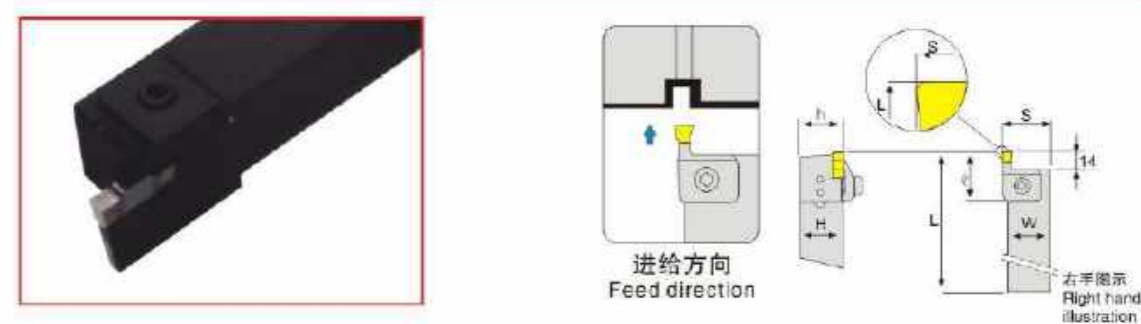 进给方向
Feed direction
S
L
h
H
S
14
L
W
右手图示
Right hand
illustration